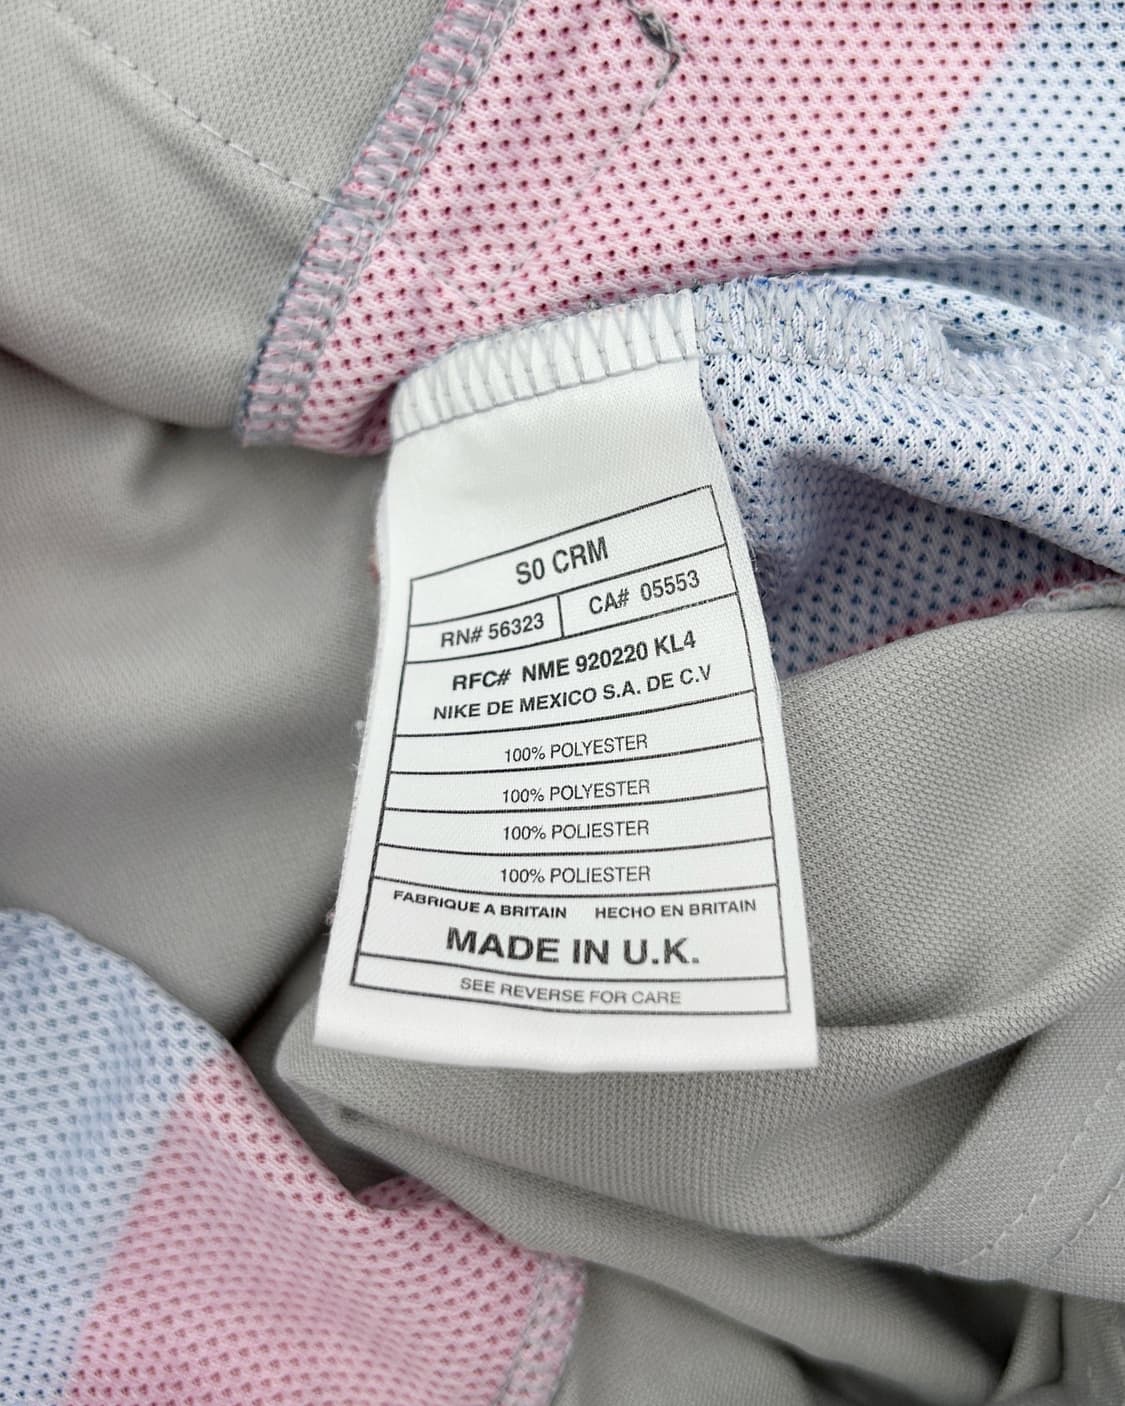 S0 CRM
RN# 56323 CA# 05553
RFC# NME 920220 KL4
NIKE DE MEXICO S.A. DE C.V
100% POLYESTER
100% POLYESTER
100% POLIESTER
100% POLIESTER
FABRIQUE A BRITAIN HECHO EN BRITAIN
MADE IN U.K.
SEE REVERSE FOR CARE